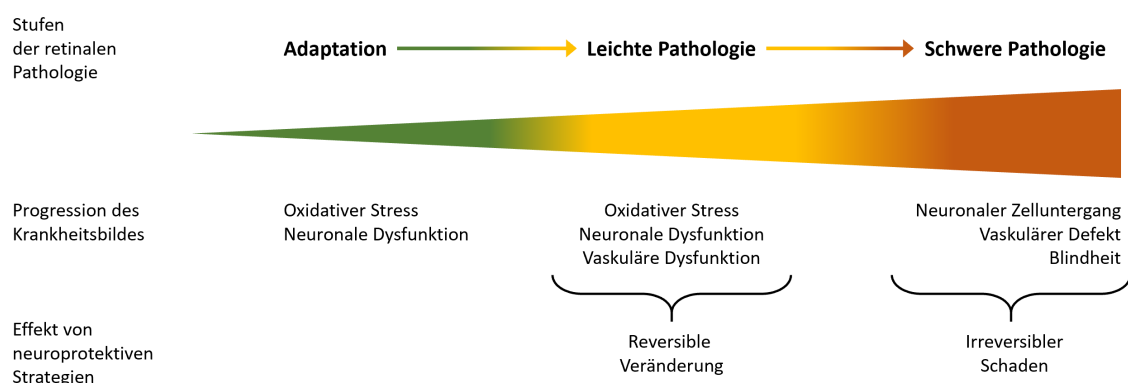 Stufen
der retinalen
Pathologie
Adaptation
Leichte Pathologie
Schwere Pathologie
Progression des
Krankheitsbildes
Oxidativer Stress
Neuronale Dysfunktion
Oxidativer Stress
Neuronale Dysfunktion
Vaskuläre Dysfunktion
Neuronaler Zelluntergang
Vaskulärer Defekt
Blindheit
Effekt von
neuroprotektiven
Strategien
Reversible
Veränderung
Irreversibler
Schaden